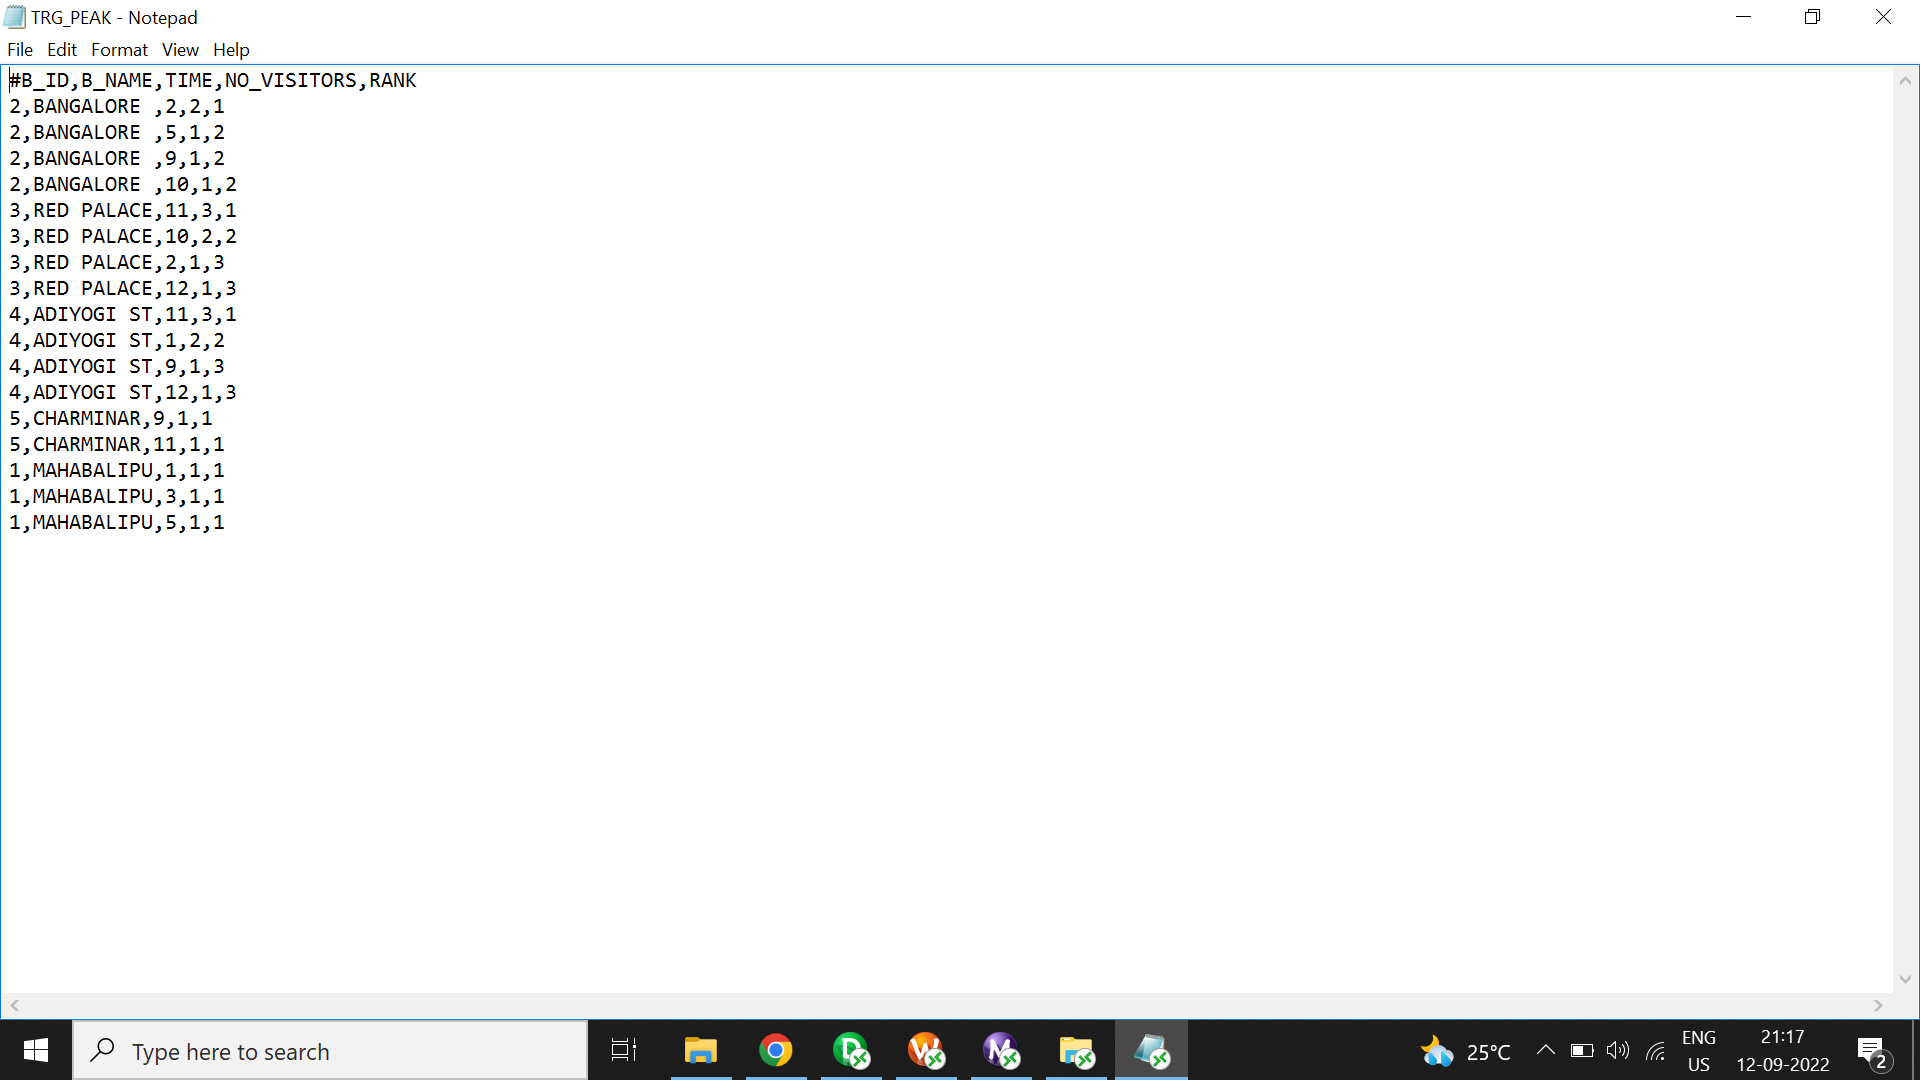 TRG_PEAK - Notepad
File Edit Format View Help
#B_ID,B_NAME,TIME,NO_VISITORS,RANK
2,BANGALORE ,2,2,1
2,BANGALORE ,5,1,2
2,BANGALORE ,9,1,2
2,BANGALORE ,10,1,2
3,RED PALACE,11,3,1
3,RED PALACE,10,2,2
3,RED PALACE,2,1,3
3,RED PALACE,12,1,3
4,ADIYOGI ST,11,3,1
4,ADIYOGI ST,1,2,2
4,ADIYOGI ST,9,1,3
4,ADIYOGI ST,12,1,3
5,CHARMINAR,9,1,1
5,CHARMINAR,11,1,1
1,MAHABALIPU,1,1,1
1,MAHABALIPU,3,1,1
1,MAHABALIPU,5,1,1
Type here to search
D
W
M
25°C
ENG
US
21:17
12-09-2022
2